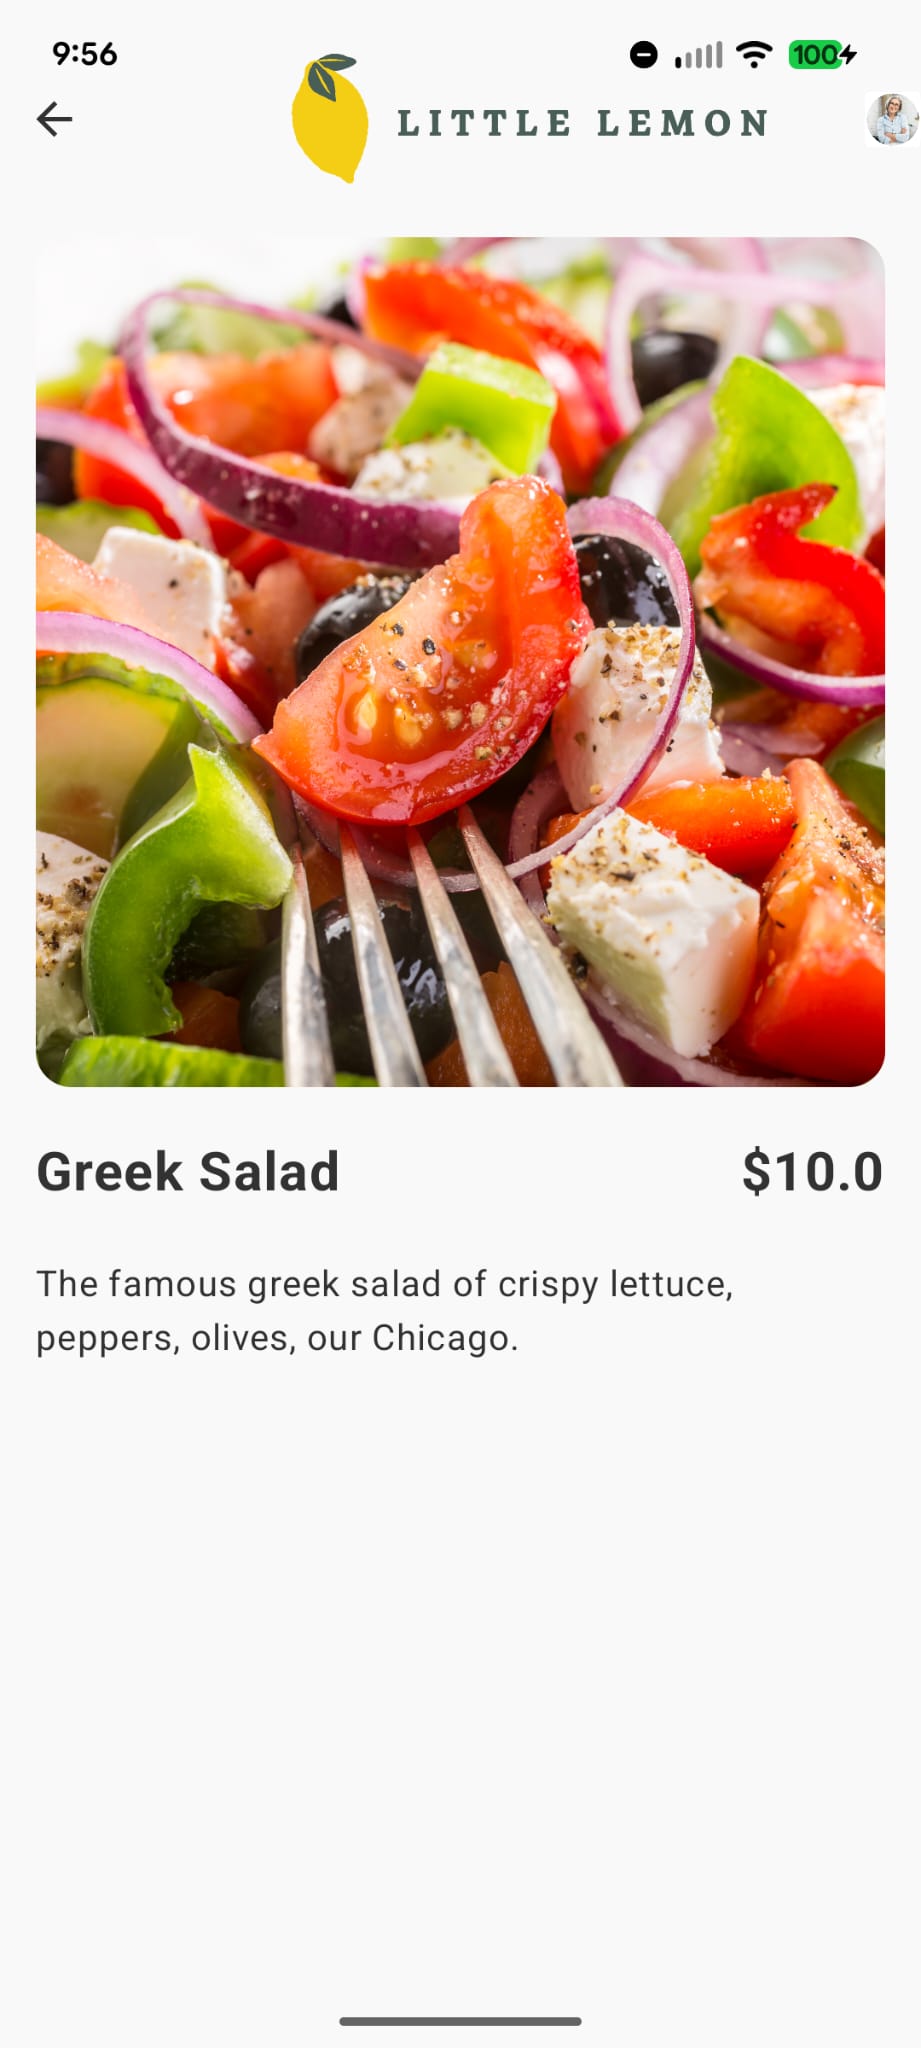 9:56
100
LITTLE LEMON
Greek Salad
$10.0
The famous greek salad of crispy lettuce,
peppers, olives, our Chicago.